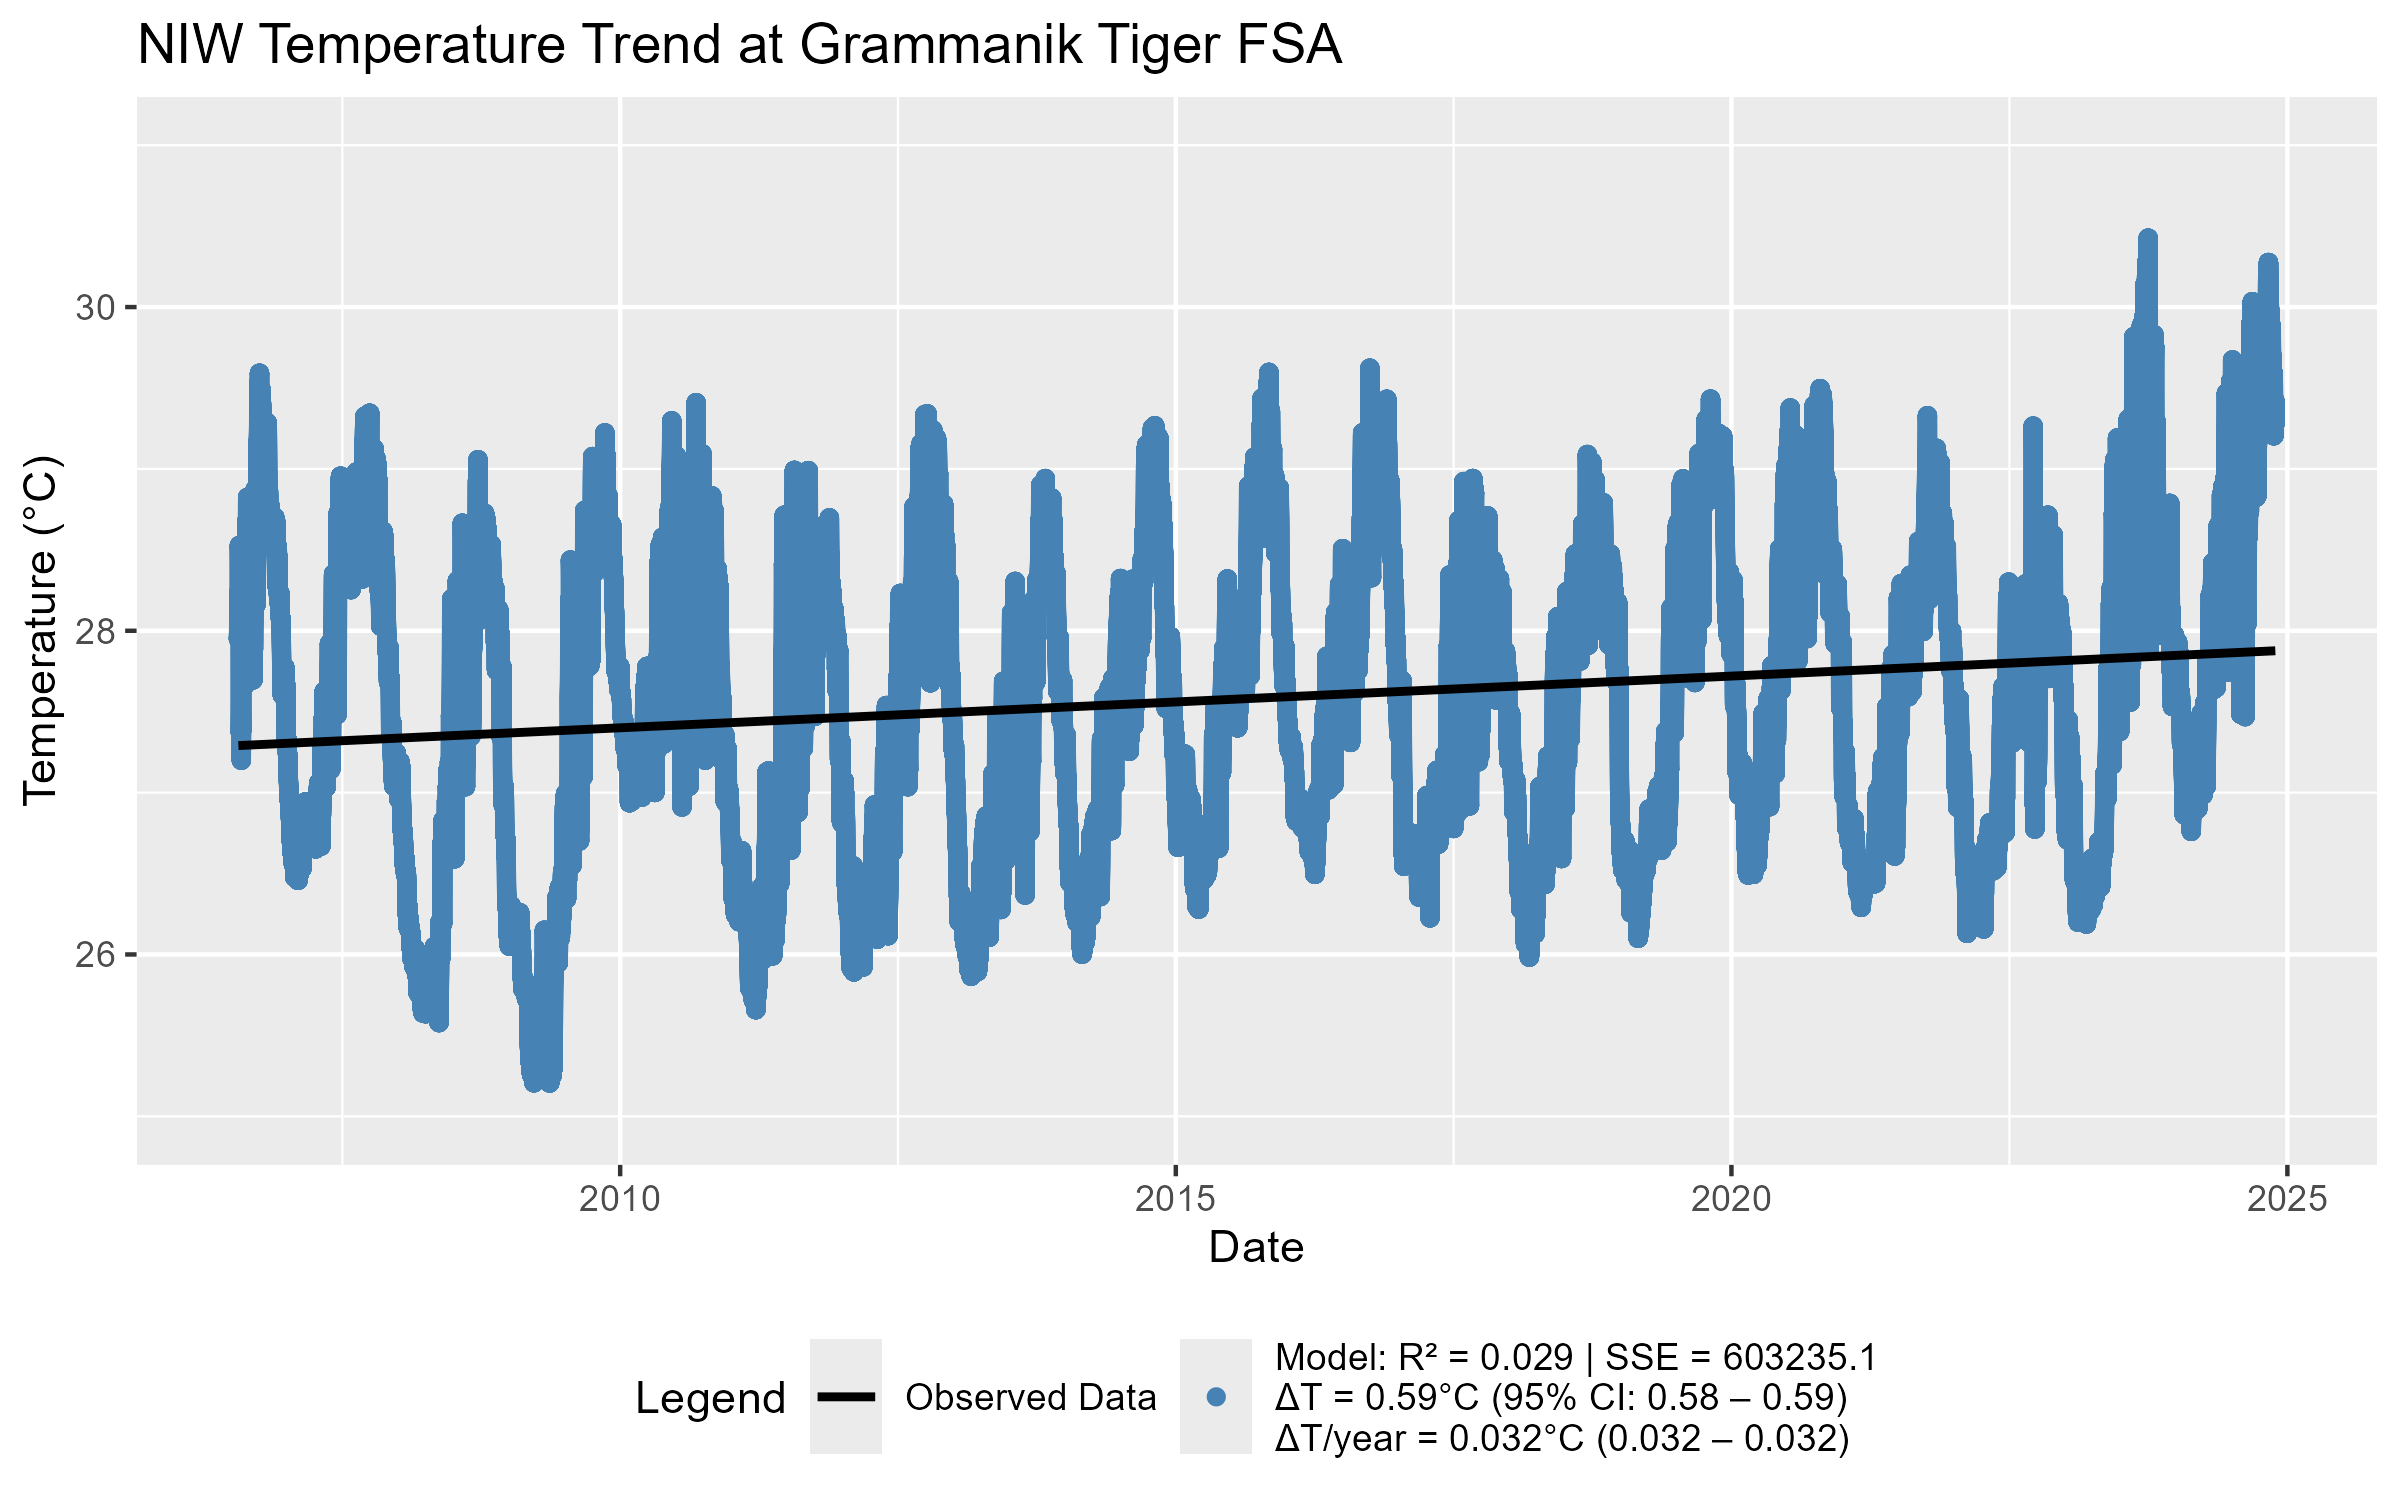 NIW Temperature Trend at Grammanik Tiger FSA
Temperature (°C)
30
28
26
2010
2015
2020
2025
Date
Legend
Observed Data
Model: R² = 0.029 | SSE = 603235.1
ΔT = 0.59°C (95% CI: 0.58 – 0.59)
ΔT/year = 0.032°C (0.032 – 0.032)